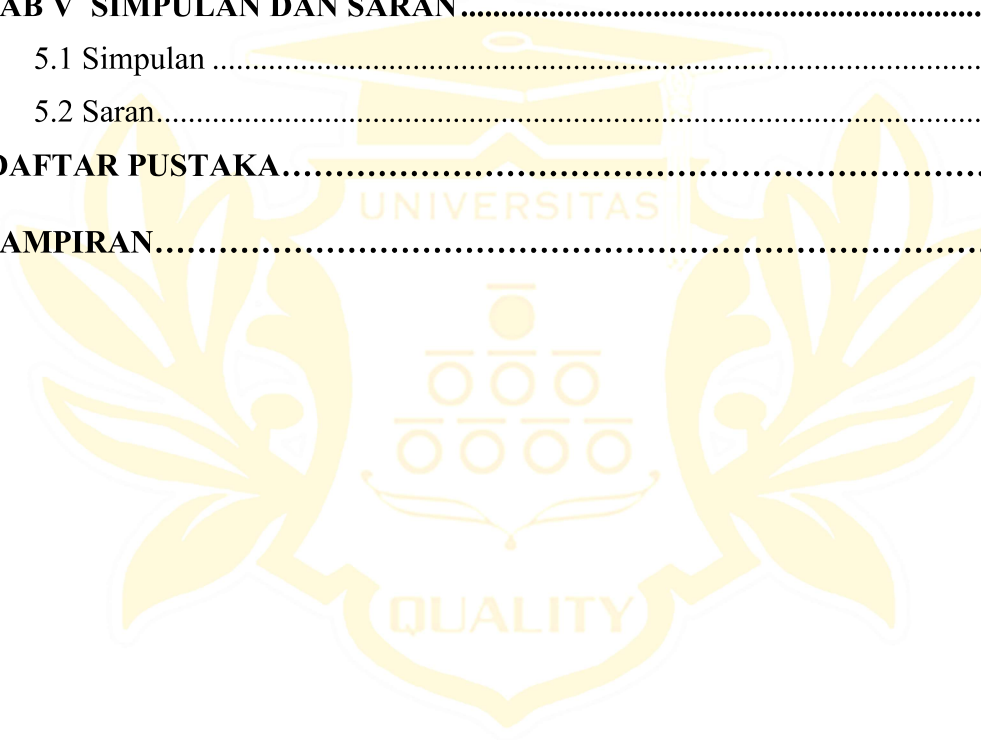 AB V SIMPULAN DAN SARAN........................................................................
5.1 Simpulan ................................................................................................
5.2 Saran.......................................................................................................
DAFTAR PUSTAKA………………………………………………………
AMPIRAN……………………………………………………………………
UNIVERSITAS
QUALITY